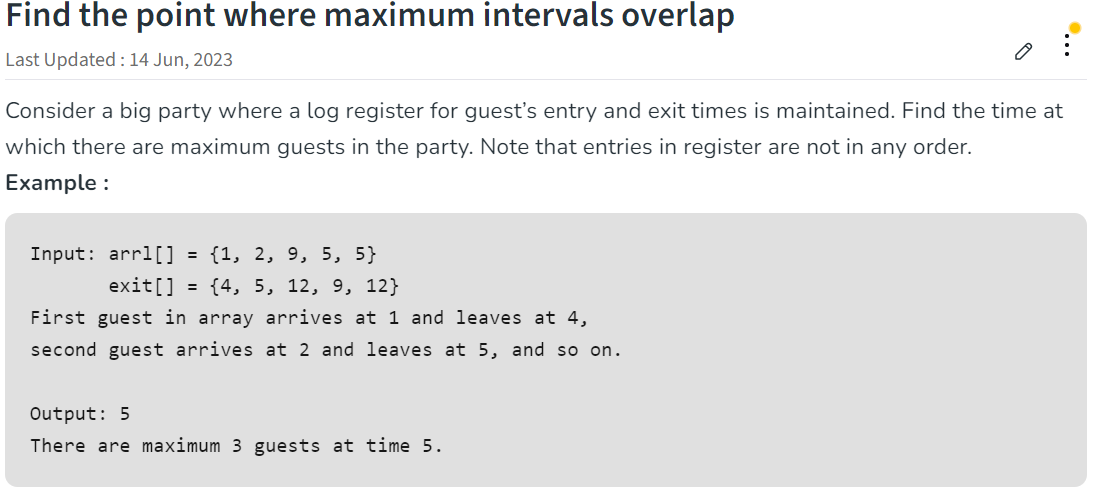 Find the point where maximum intervals overlap
Last Updated : 14 Jun, 2023
Consider a big party where a log register for guest’s entry and exit times is maintained. Find the time at
which there are maximum guests in the party. Note that entries in register are not in any order.
Example :
Input: arrl[] = {1, 2, 9, 5, 5}
exit[] = {4, 5, 12, 9, 12}
First guest in array arrives at 1 and leaves at 4,
second guest arrives at 2 and leaves at 5, and so on.
Output: 5
There are maximum 3 guests at time 5.